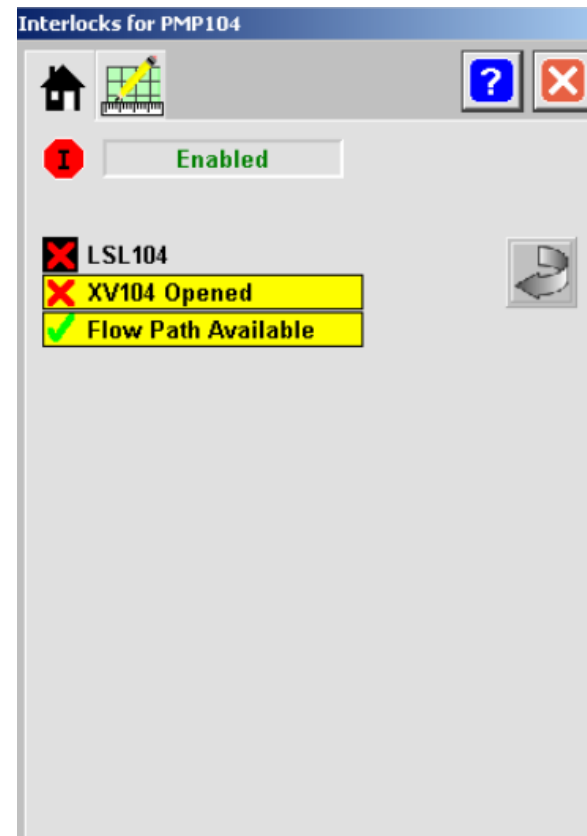 Interlocks for PMP104
?
I
Enabled
LSL104
XV104 Opened
Flow Path Available